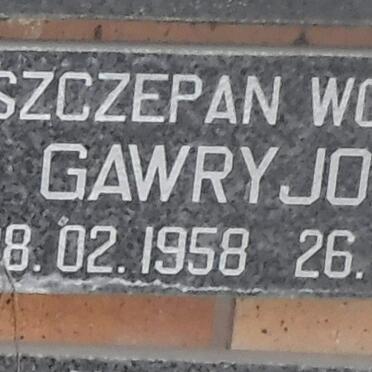 SZCZEPAN WO
GAWRYJO
8.02.1958 26.